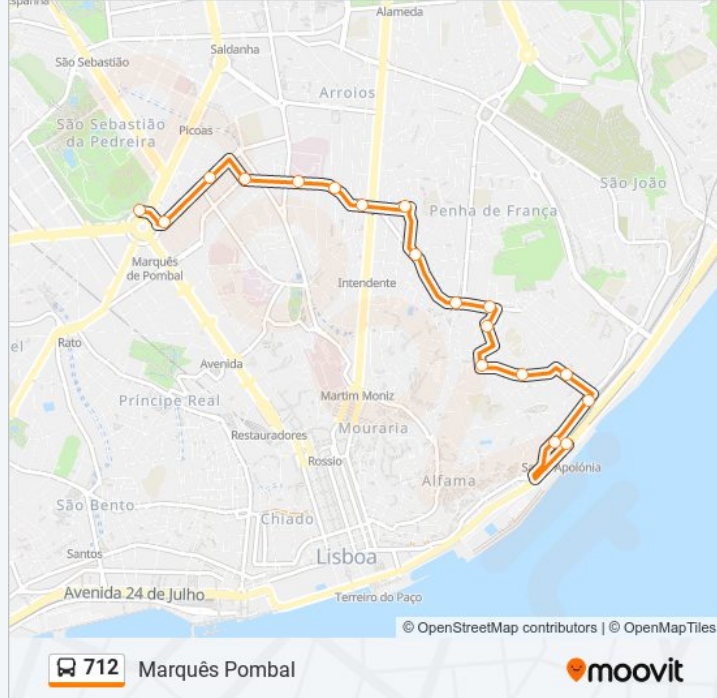 spanha
Alameda
Saldanha
São Sebastião
Arroios
São Sebastião
da Pedreira
Picoas
São João
Penha de França
Marquês
de Pombal
Intendente
Rato
el
Avenida
Príncipe Real
Martim Moniz
Mouraria
Restauradores
Rossio
Santa Apolónia
Alfama
São Bento
Chiado
Santos
Lisboa
Avenida 24 de Julho
Terreiro do Paço
© OpenStreetMap contributors | © OpenMapTiles
712 Marquês Pombal
moovit